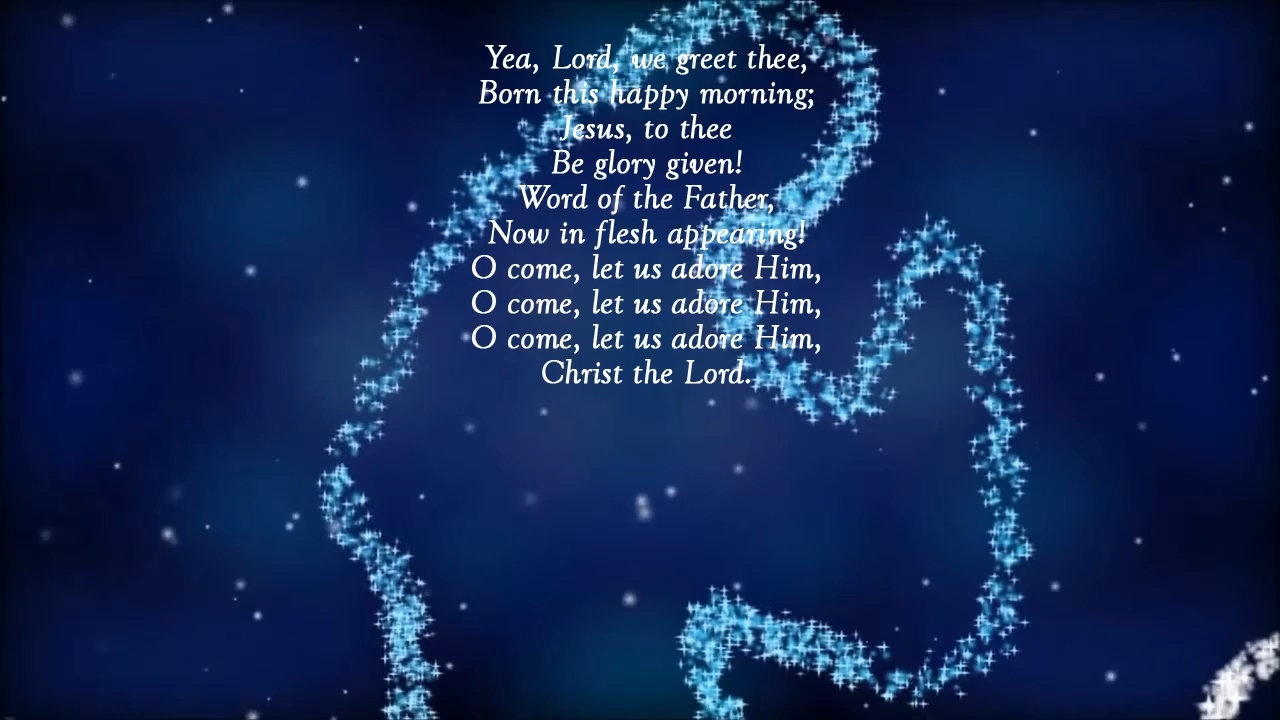 Yea, Lord, we greet thee,
Born this happy morning;
Jesus, to thee
Be glory given!
Word of the Father,
Now in flesh appearing!
O come, let us adore Him,
O come, let us adore Him,
O come, let us adore Him,
Christ the Lord.